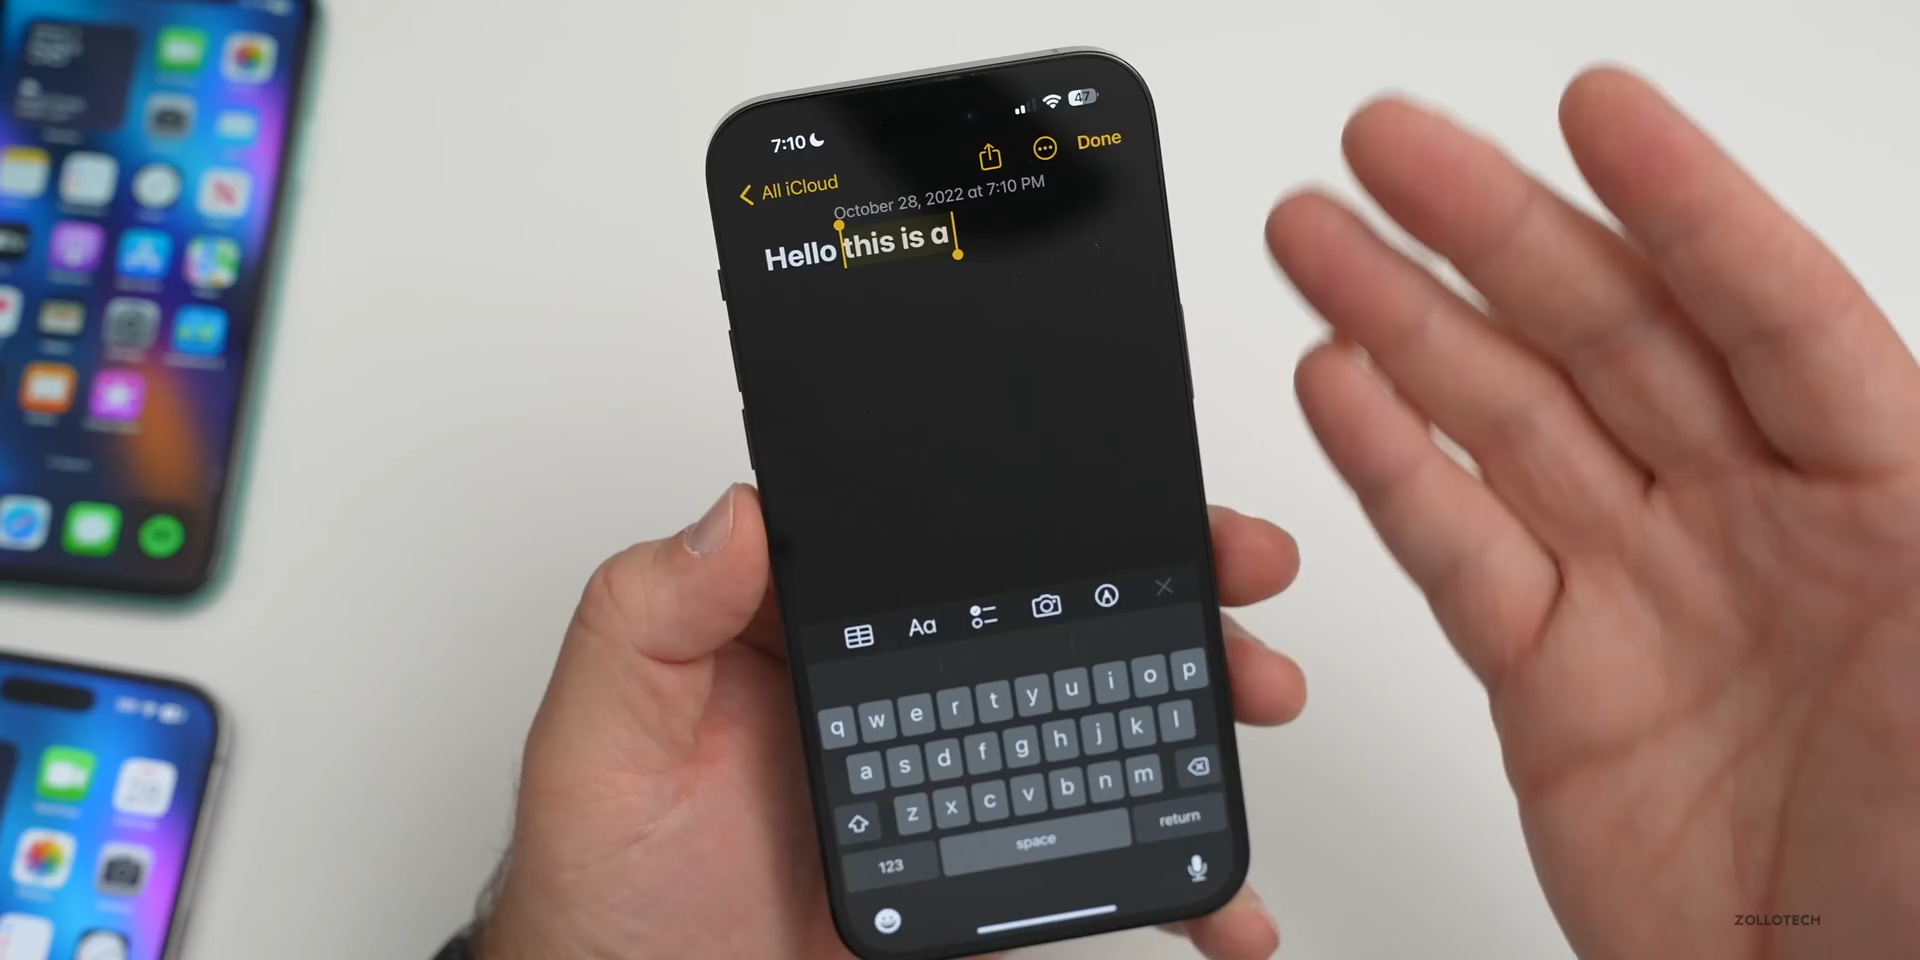 7:10
47
Done
All iCloud
October 28, 2022 at 7:10 PM
Hello this is a
Aa
q w e r t y u i o p
a s d f g h j k l
z x c v b n m
123 space return
ZOLLOTECH